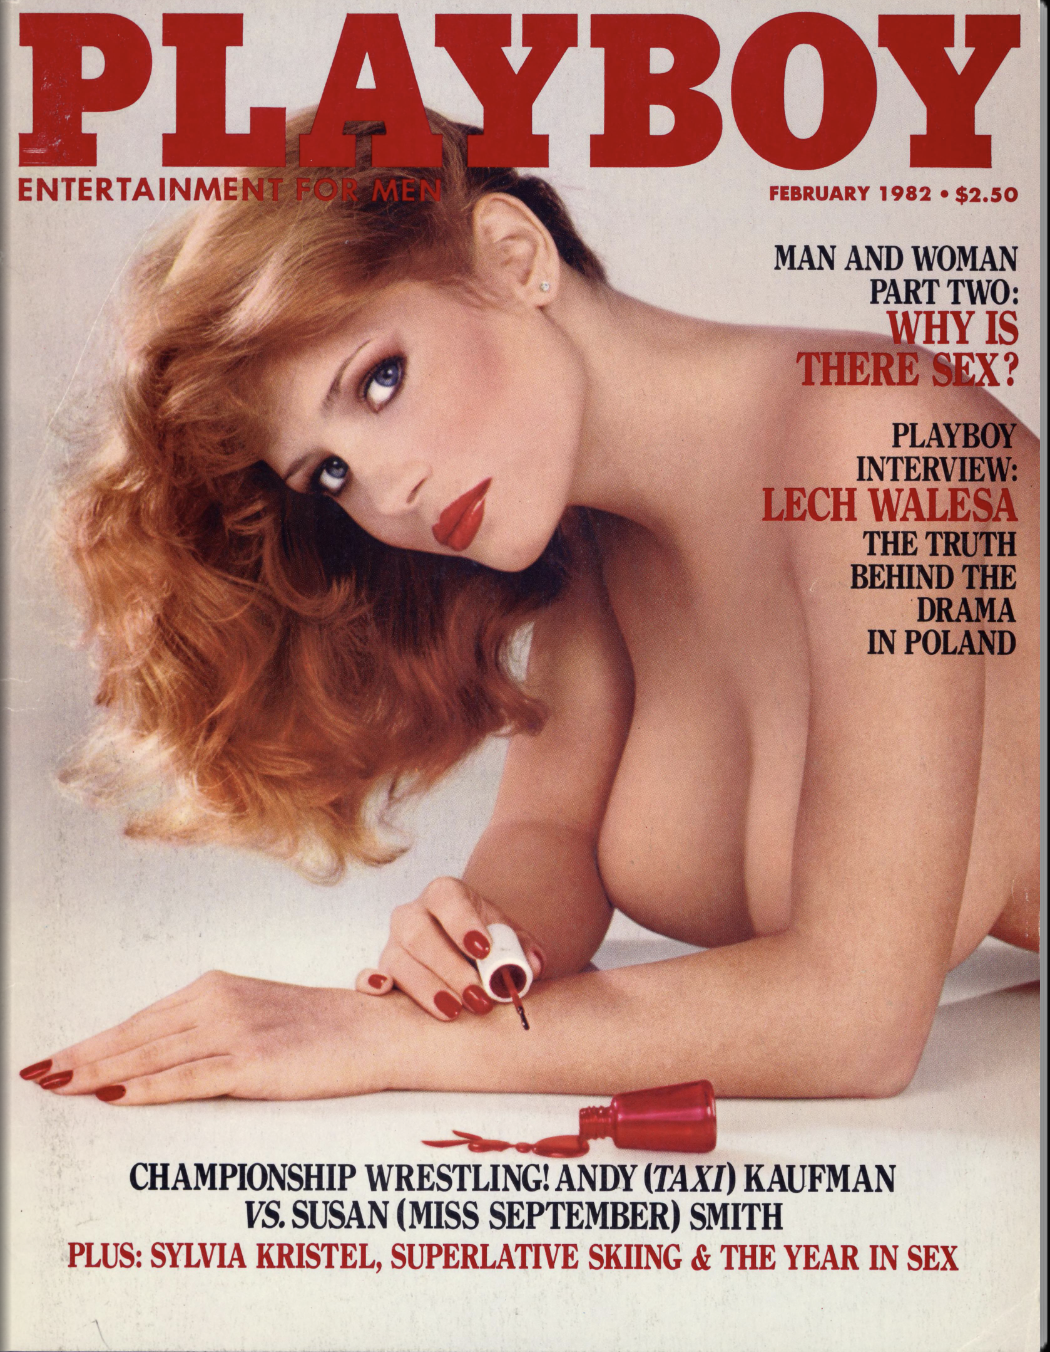 PLAYBOY
ENTERTAINMENT FOR MEN
FEBRUARY 1982 • $2.50
MAN AND WOMAN
PART TWO:
WHY IS
THERE SEX?
PLAYBOY
INTERVIEW:
LECH WALESA
THE TRUTH
BEHIND THE
DRAMA
IN POLAND
CHAMPIONSHIP WRESTLING! ANDY (TAXI) KAUFMAN
VS. SUSAN (MISS SEPTEMBER) SMITH
PLUS: SYLVIA KRISTEL, SUPERLATIVE SKIING & THE YEAR IN SEX